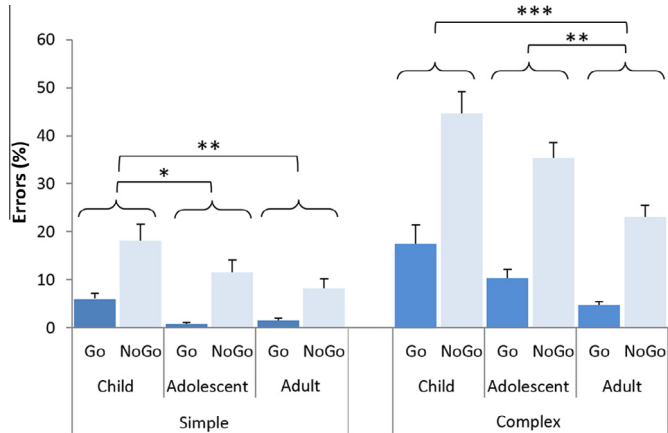 60
***
50
**
40
**
30
*
20
10
0
Errors (%)
Go NoGo Go NoGo Go NoGo Go NoGo Go NoGo Go NoGo
Child Adolescent Adult Child Adolescent Adult
Simple Complex